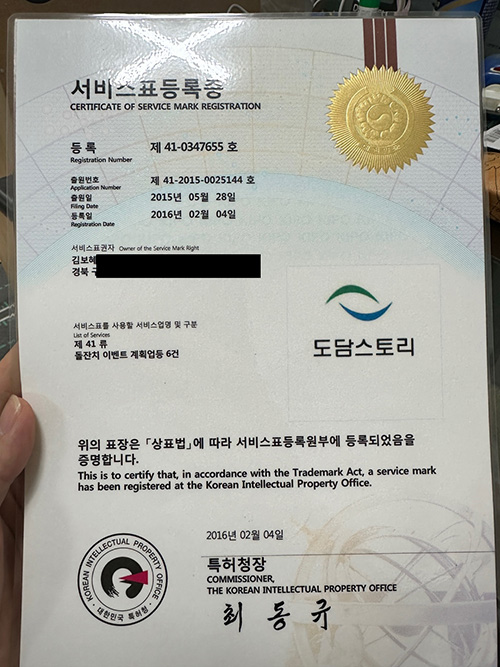 서비스표등록증
CERTIFICATE OF SERVICE MARK REGISTRATION
등록 제 41-0347655 호
Registration Number
출원번호 제 41-2015-0025144 호
Application Number
출원일 2015년 05월 28일
Filing Date
등록일 2016년 02월 04일
Registration Date
서비스표권자 Owner of the Service Mark Right
김보혜
경북 구
서비스표를 사용할 서비스업명 및 구분
List of Services
제 41 류
돌잔치 이벤트 계획업등 6건
도담스토리
위의 표장은 「상표법」에 따라 서비스표등록원부에 등록되었음을
증명합니다.
This is to certify that, in accordance with the Trademark Act, a service mark
has been registered at the Korean Intellectual Property Office.
2016년 02월 04일
특허청장
COMMISSIONER,
THE KOREAN INTELLECTUAL PROPERTY OFFICE
최동규
KOREAN INTELLECTUAL PROPERTY OFFICE
· 대한민국 특허청 ·